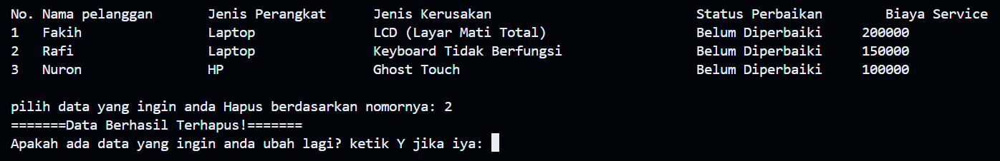 No. Nama pelanggan Jenis Perangkat Jenis Kerusakan Status Perbaikan Biaya Service
1 Fakih Laptop LCD (Layar Mati Total) Belum Diperbaiki 200000
2 Rafi Laptop Keyboard Tidak Berfungsi Belum Diperbaiki 150000
3 Nuron HP Ghost Touch Belum Diperbaiki 100000
pilih data yang ingin anda Hapus berdasarkan nomornya: 2
=======Data Berhasil Terhapus!=======
Apakah ada data yang ingin anda ubah lagi? ketik Y jika iya: